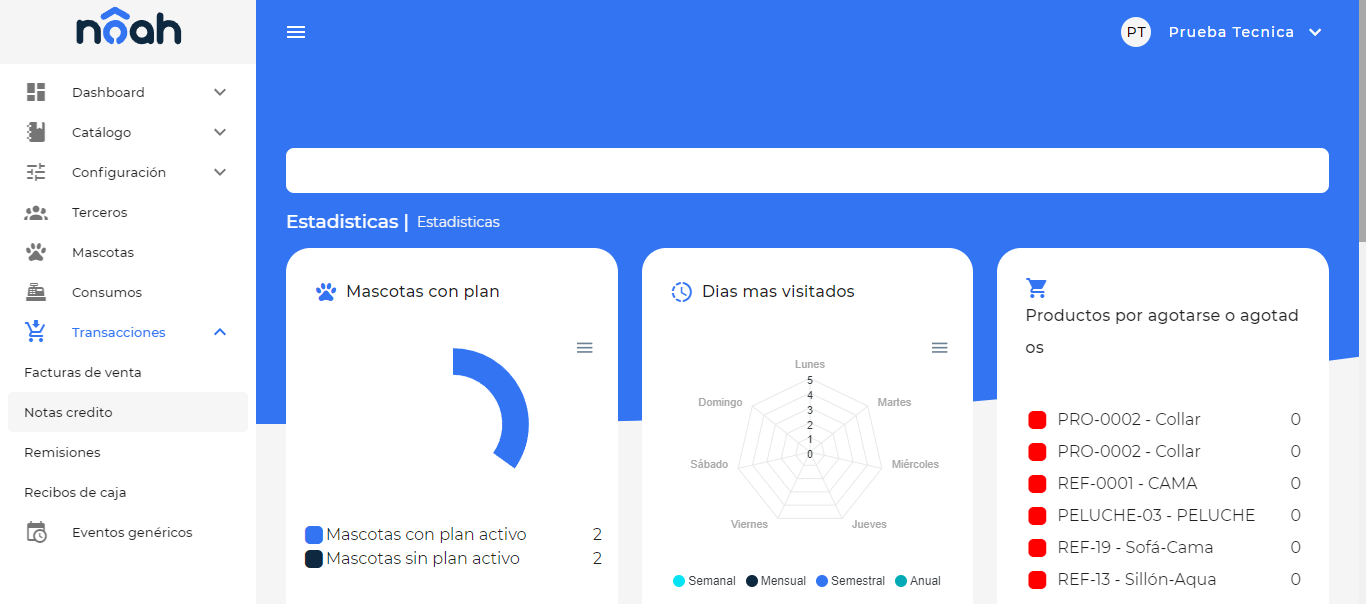 nôah
Dashboard
Catálogo
Configuración
Terceros
Mascotas
Consumos
Transacciones
Facturas de venta
Notas credito
Remisiones
Recibos de caja
Eventos genéricos
PT Prueba Tecnica
Estadisticas | Estadisticas
Mascotas con plan
Mascotas con plan activo 2
Mascotas sin plan activo 2
Dias mas visitados
Lunes
5
Domingo 4 Martes
3
2
1
Sábado 0 Miércoles
Viernes Jueves
Semanal Mensual Semestral Anual
Productos por agotarse o agotad
os
PRO-0002 - Collar 0
PRO-0002 - Collar 0
REF-0001 - CAMA 0
PELUCHE-03 - PELUCHE 0
REF-19 - Sofá-Cama 0
REF-13 - Sillón-Aqua 0